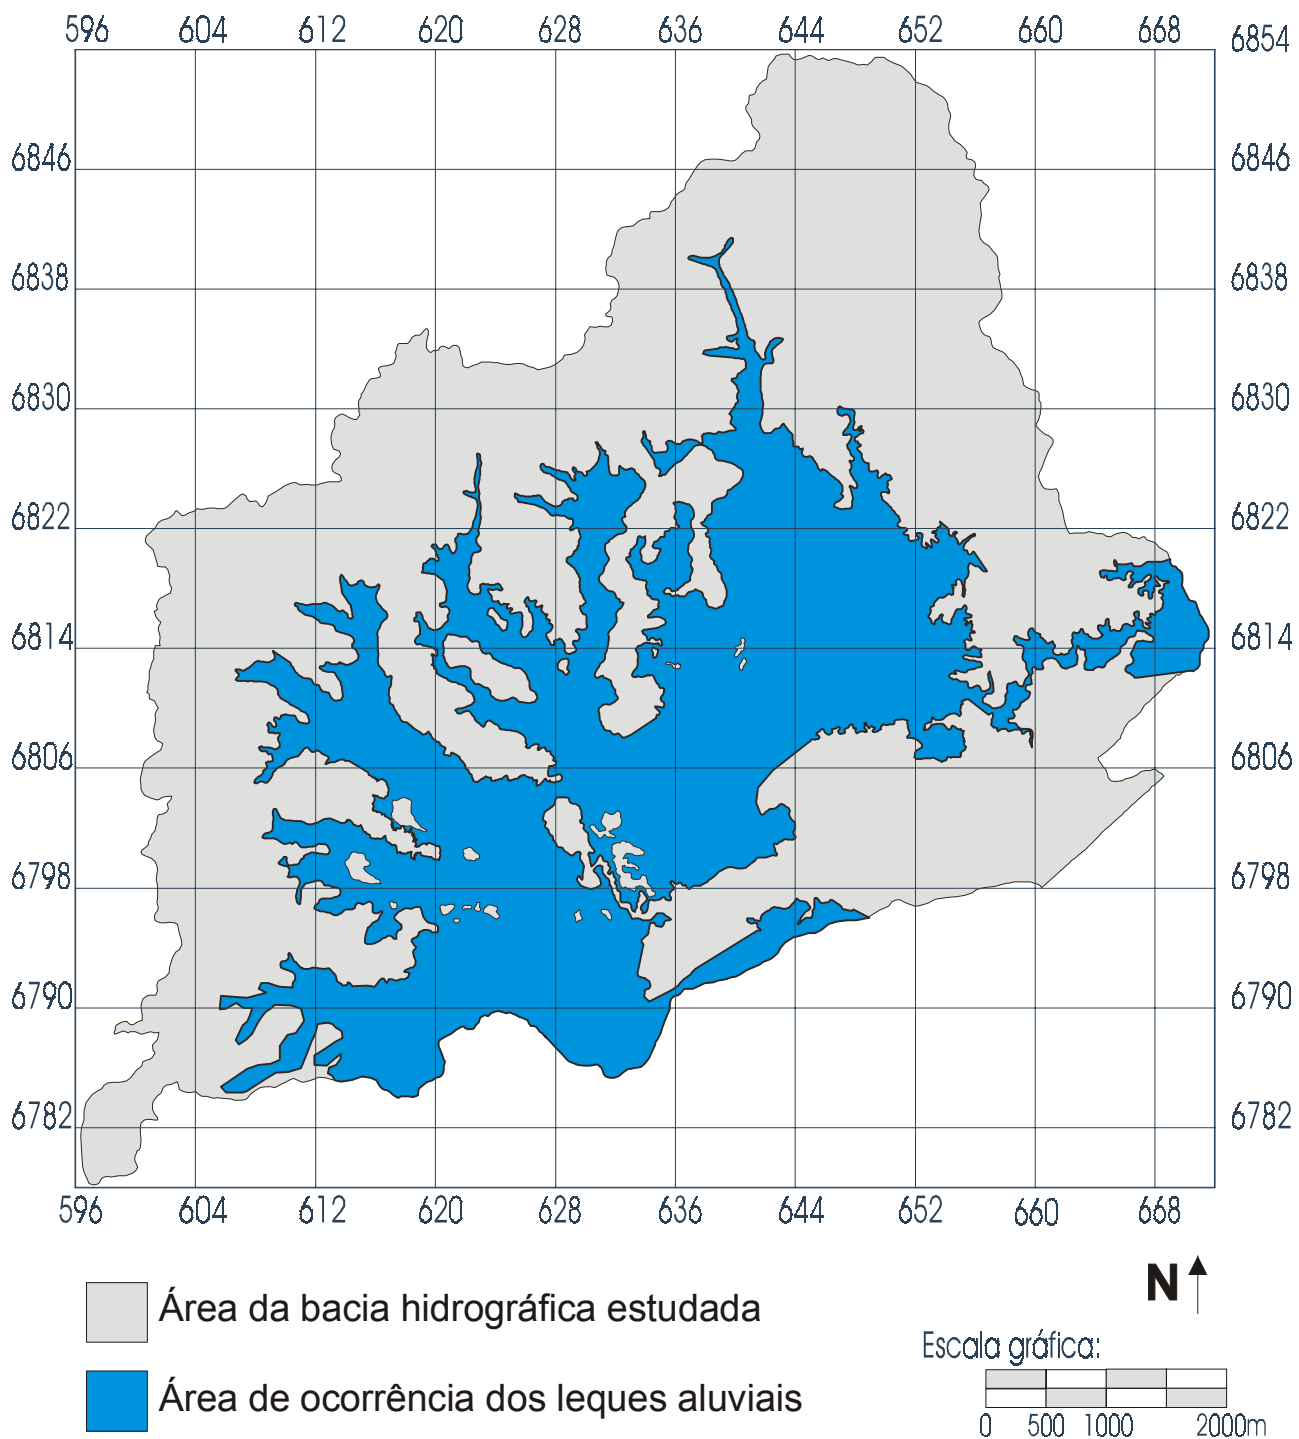 596 604 612 620 628 636 644 652 660 668
6854
6846 6846
6838 6838
6830 6830
6822 6822
6814 6814
6806 6806
6798 6798
6790 6790
6782 6782
596 604 612 620 628 636 644 652 660 668
N
Área da bacia hidrográfica estudada
Escala gráfica:
Área de ocorrência dos leques aluviais
0 500 1000 2000m